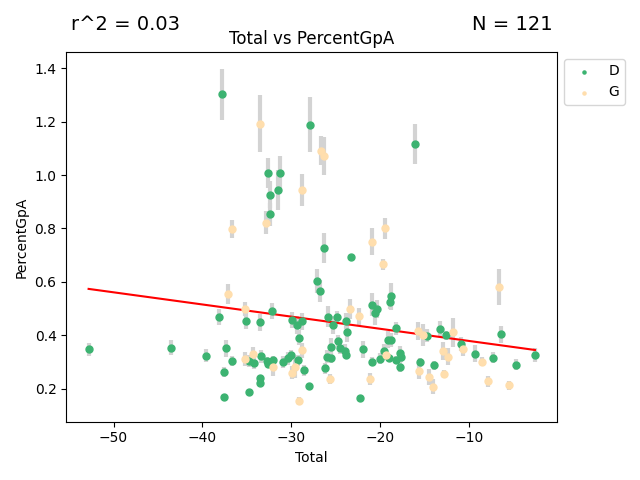 r^2 = 0.03 N = 121
Total vs PercentGpA
D
G
PercentGpA
1.4
1.2
1.0
0.8
0.6
0.4
0.2
−50 −40 −30 −20 −10
Total